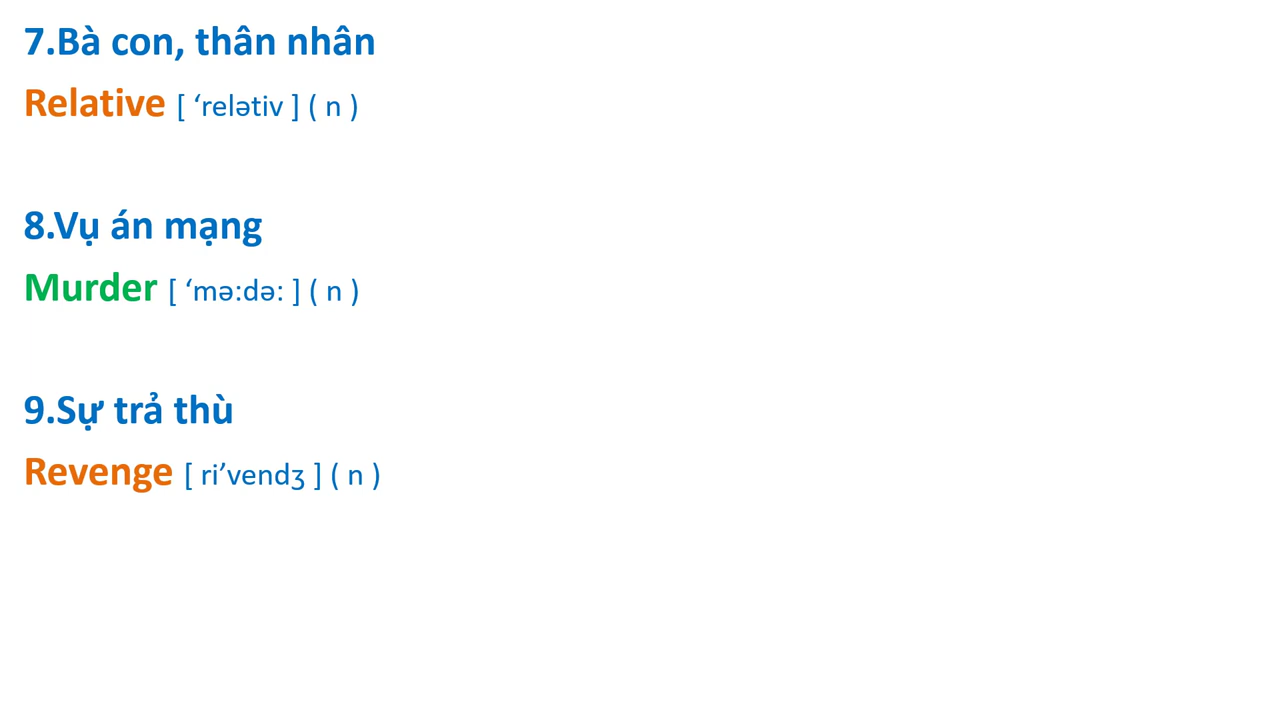 7.Bà con, thân nhân
Relative [ ‘relətiv ] ( n )
8.Vụ án mạng
Murder [ ‘mə:də: ] ( n )
9.Sự trả thù
Revenge [ ri’vendʒ ] ( n )